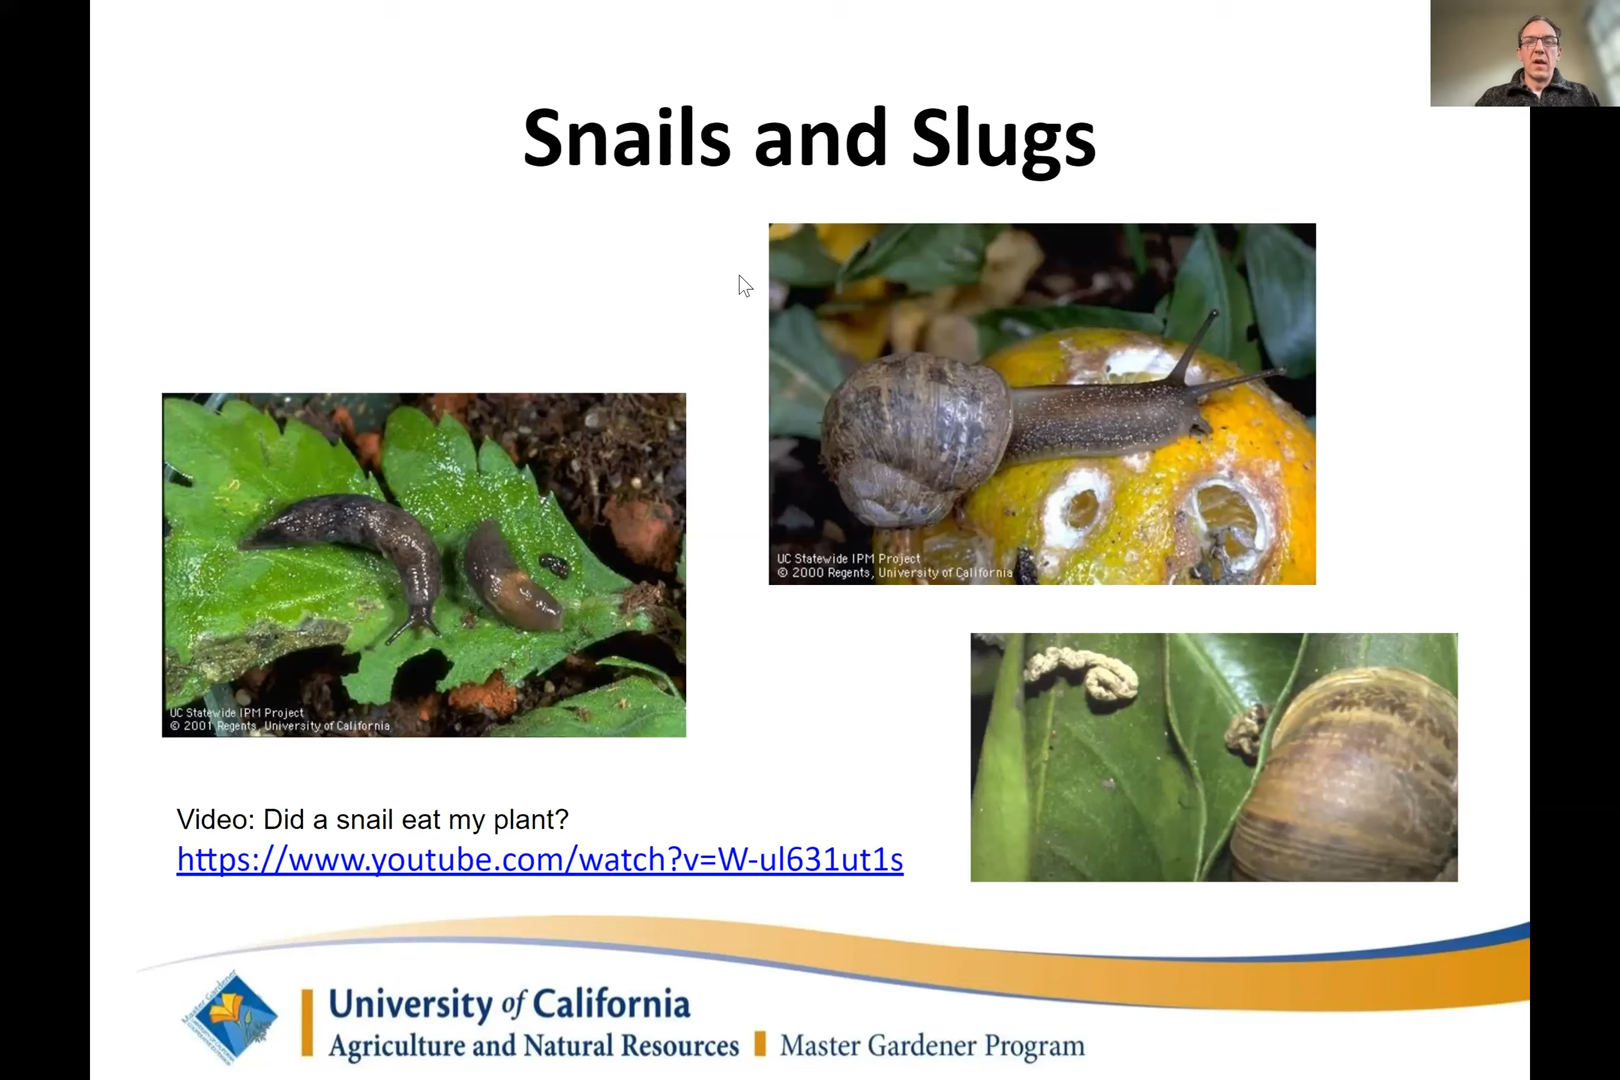 Snails and Slugs
UC Statewide IPM Project
© 2000 Regents, University of California
UC Statewide IPM Project
© 2001 Regents, University of California
Video: Did a snail eat my plant?
https://www.youtube.com/watch?v=W-ul631ut1s
Master Gardener
University of California
Agriculture and Natural Resources
Master Gardener Program